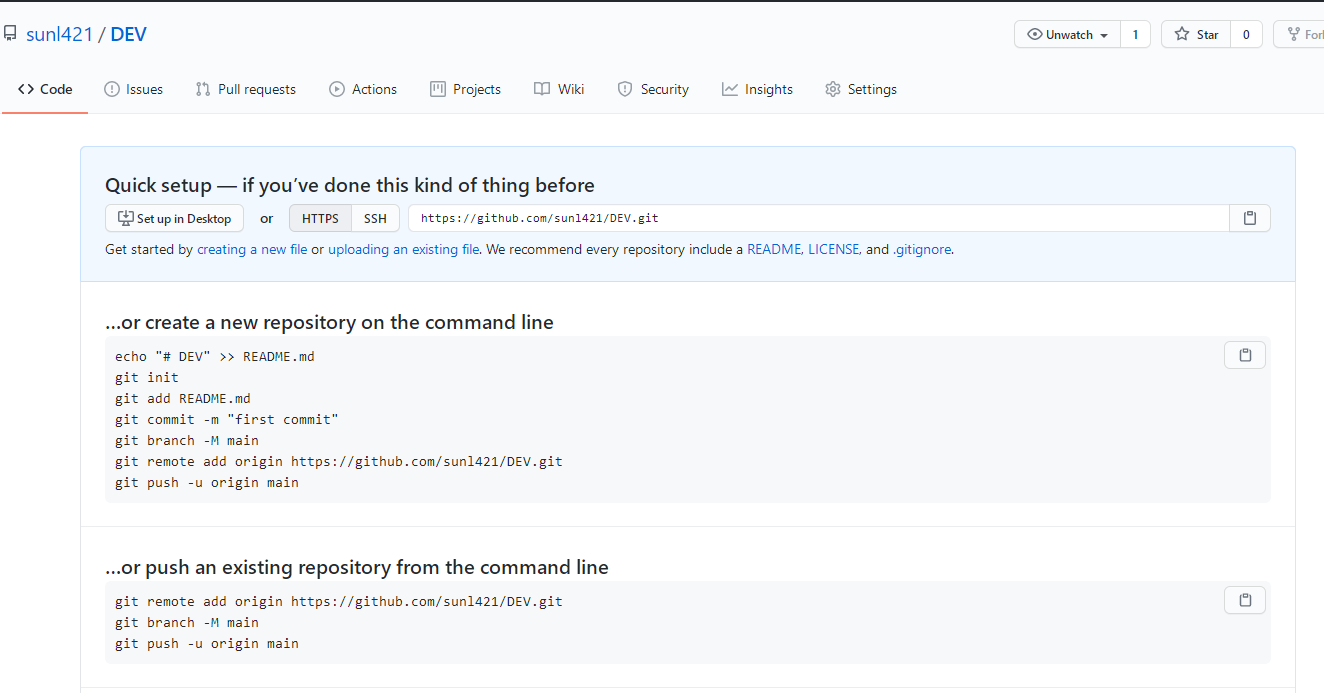 sunl421 / DEV
Unwatch 1 Star 0
Code Issues Pull requests Actions Projects Wiki Security Insights Settings
Quick setup — if you’ve done this kind of thing before
Set up in Desktop or HTTPS SSH https://github.com/sunl421/DEV.git
Get started by creating a new file or uploading an existing file. We recommend every repository include a README, LICENSE, and .gitignore.
…or create a new repository on the command line
echo "# DEV" >> README.md
git init
git add README.md
git commit -m "first commit"
git branch -M main
git remote add origin https://github.com/sunl421/DEV.git
git push -u origin main
…or push an existing repository from the command line
git remote add origin https://github.com/sunl421/DEV.git
git branch -M main
git push -u origin main